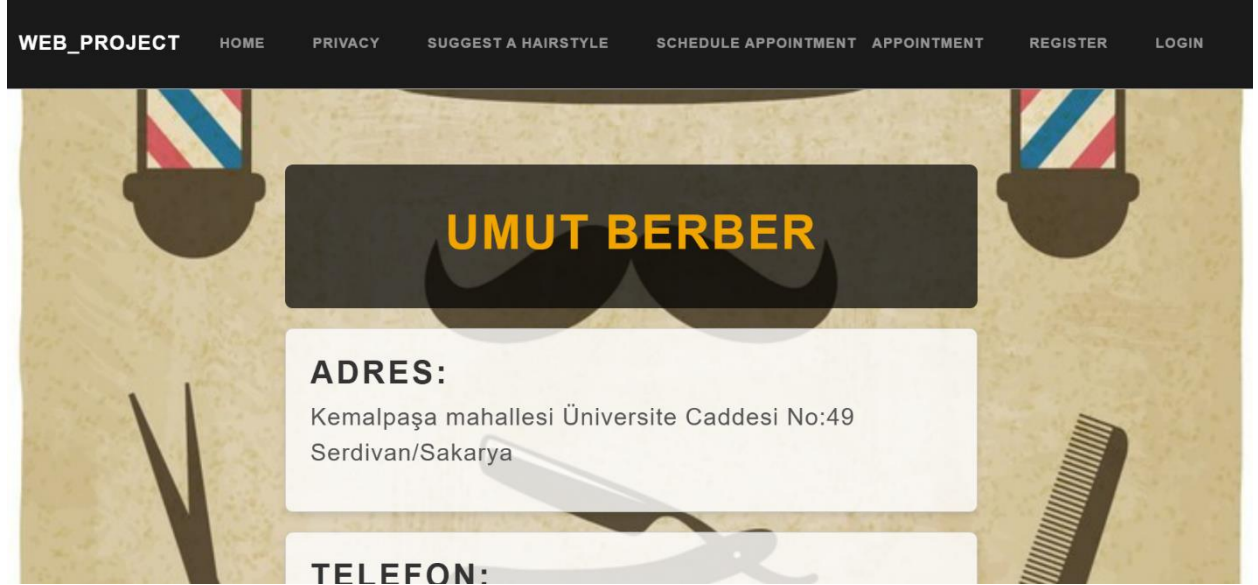 WEB_PROJECT HOME PRIVACY SUGGEST A HAIRSTYLE SCHEDULE APPOINTMENT APPOINTMENT REGISTER LOGIN
UMUT BERBER
ADRES:
Kemalpaşa mahallesi Üniversite Caddesi No:49
Serdivan/Sakarya
TELEFON: